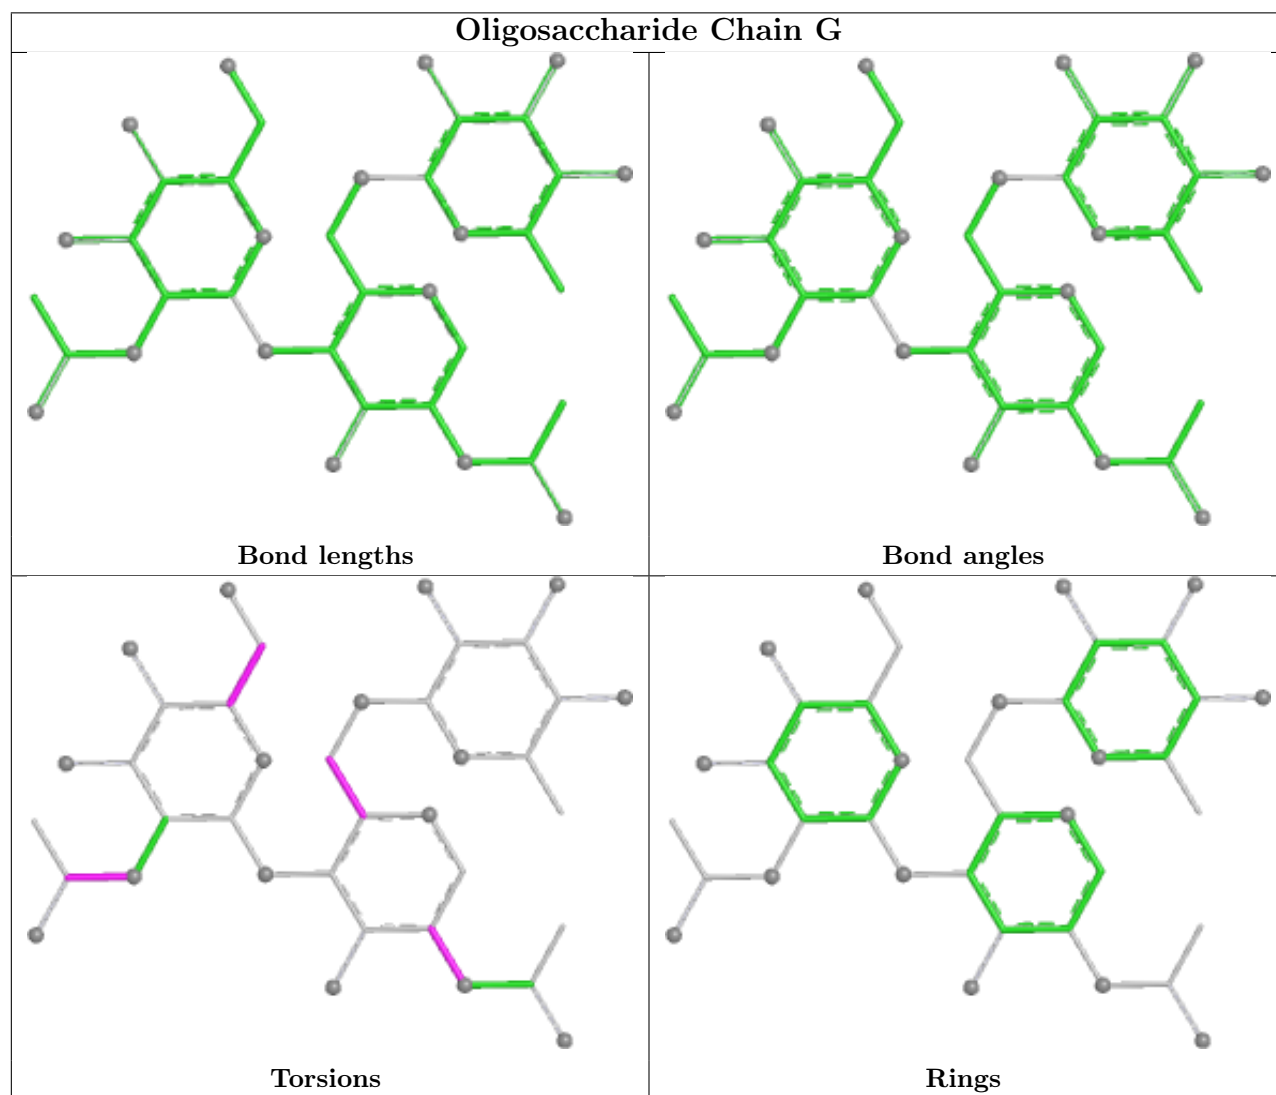 Oligosaccharide Chain G
Bond lengths
Bond angles
Torsions
Rings